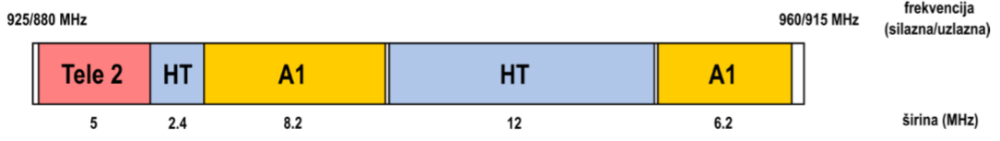 925/880 MHz
960/915 MHz
frekvencija
(silazna/uzlazna)
Tele 2
HT
A1
HT
A1
5
2.4
8.2
12
6.2
širina (MHz)